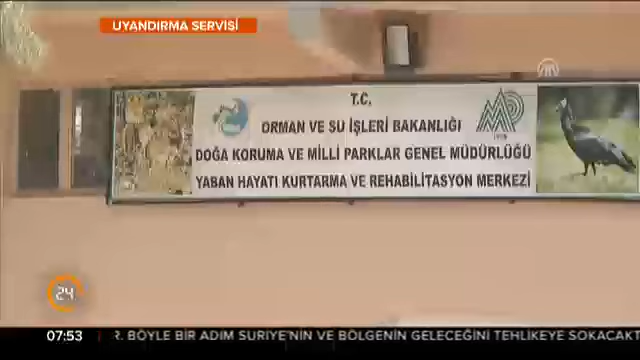 UYANDIRMA SERVİSİ
T.C.
ORMAN VE SU İŞLERİ BAKANLIĞI
DOĞA KORUMA VE MİLLİ PARKLAR GENEL MÜDÜRLÜĞÜ
YABAN HAYATI KURTARMA VE REHABİLİTASYON MERKEZİ
24
07:53 R. BÖYLE BİR ADIM SURİYE'NİN VE BÖLGENİN GELECEĞİNİ TEHLİKEYE SOKACAKT